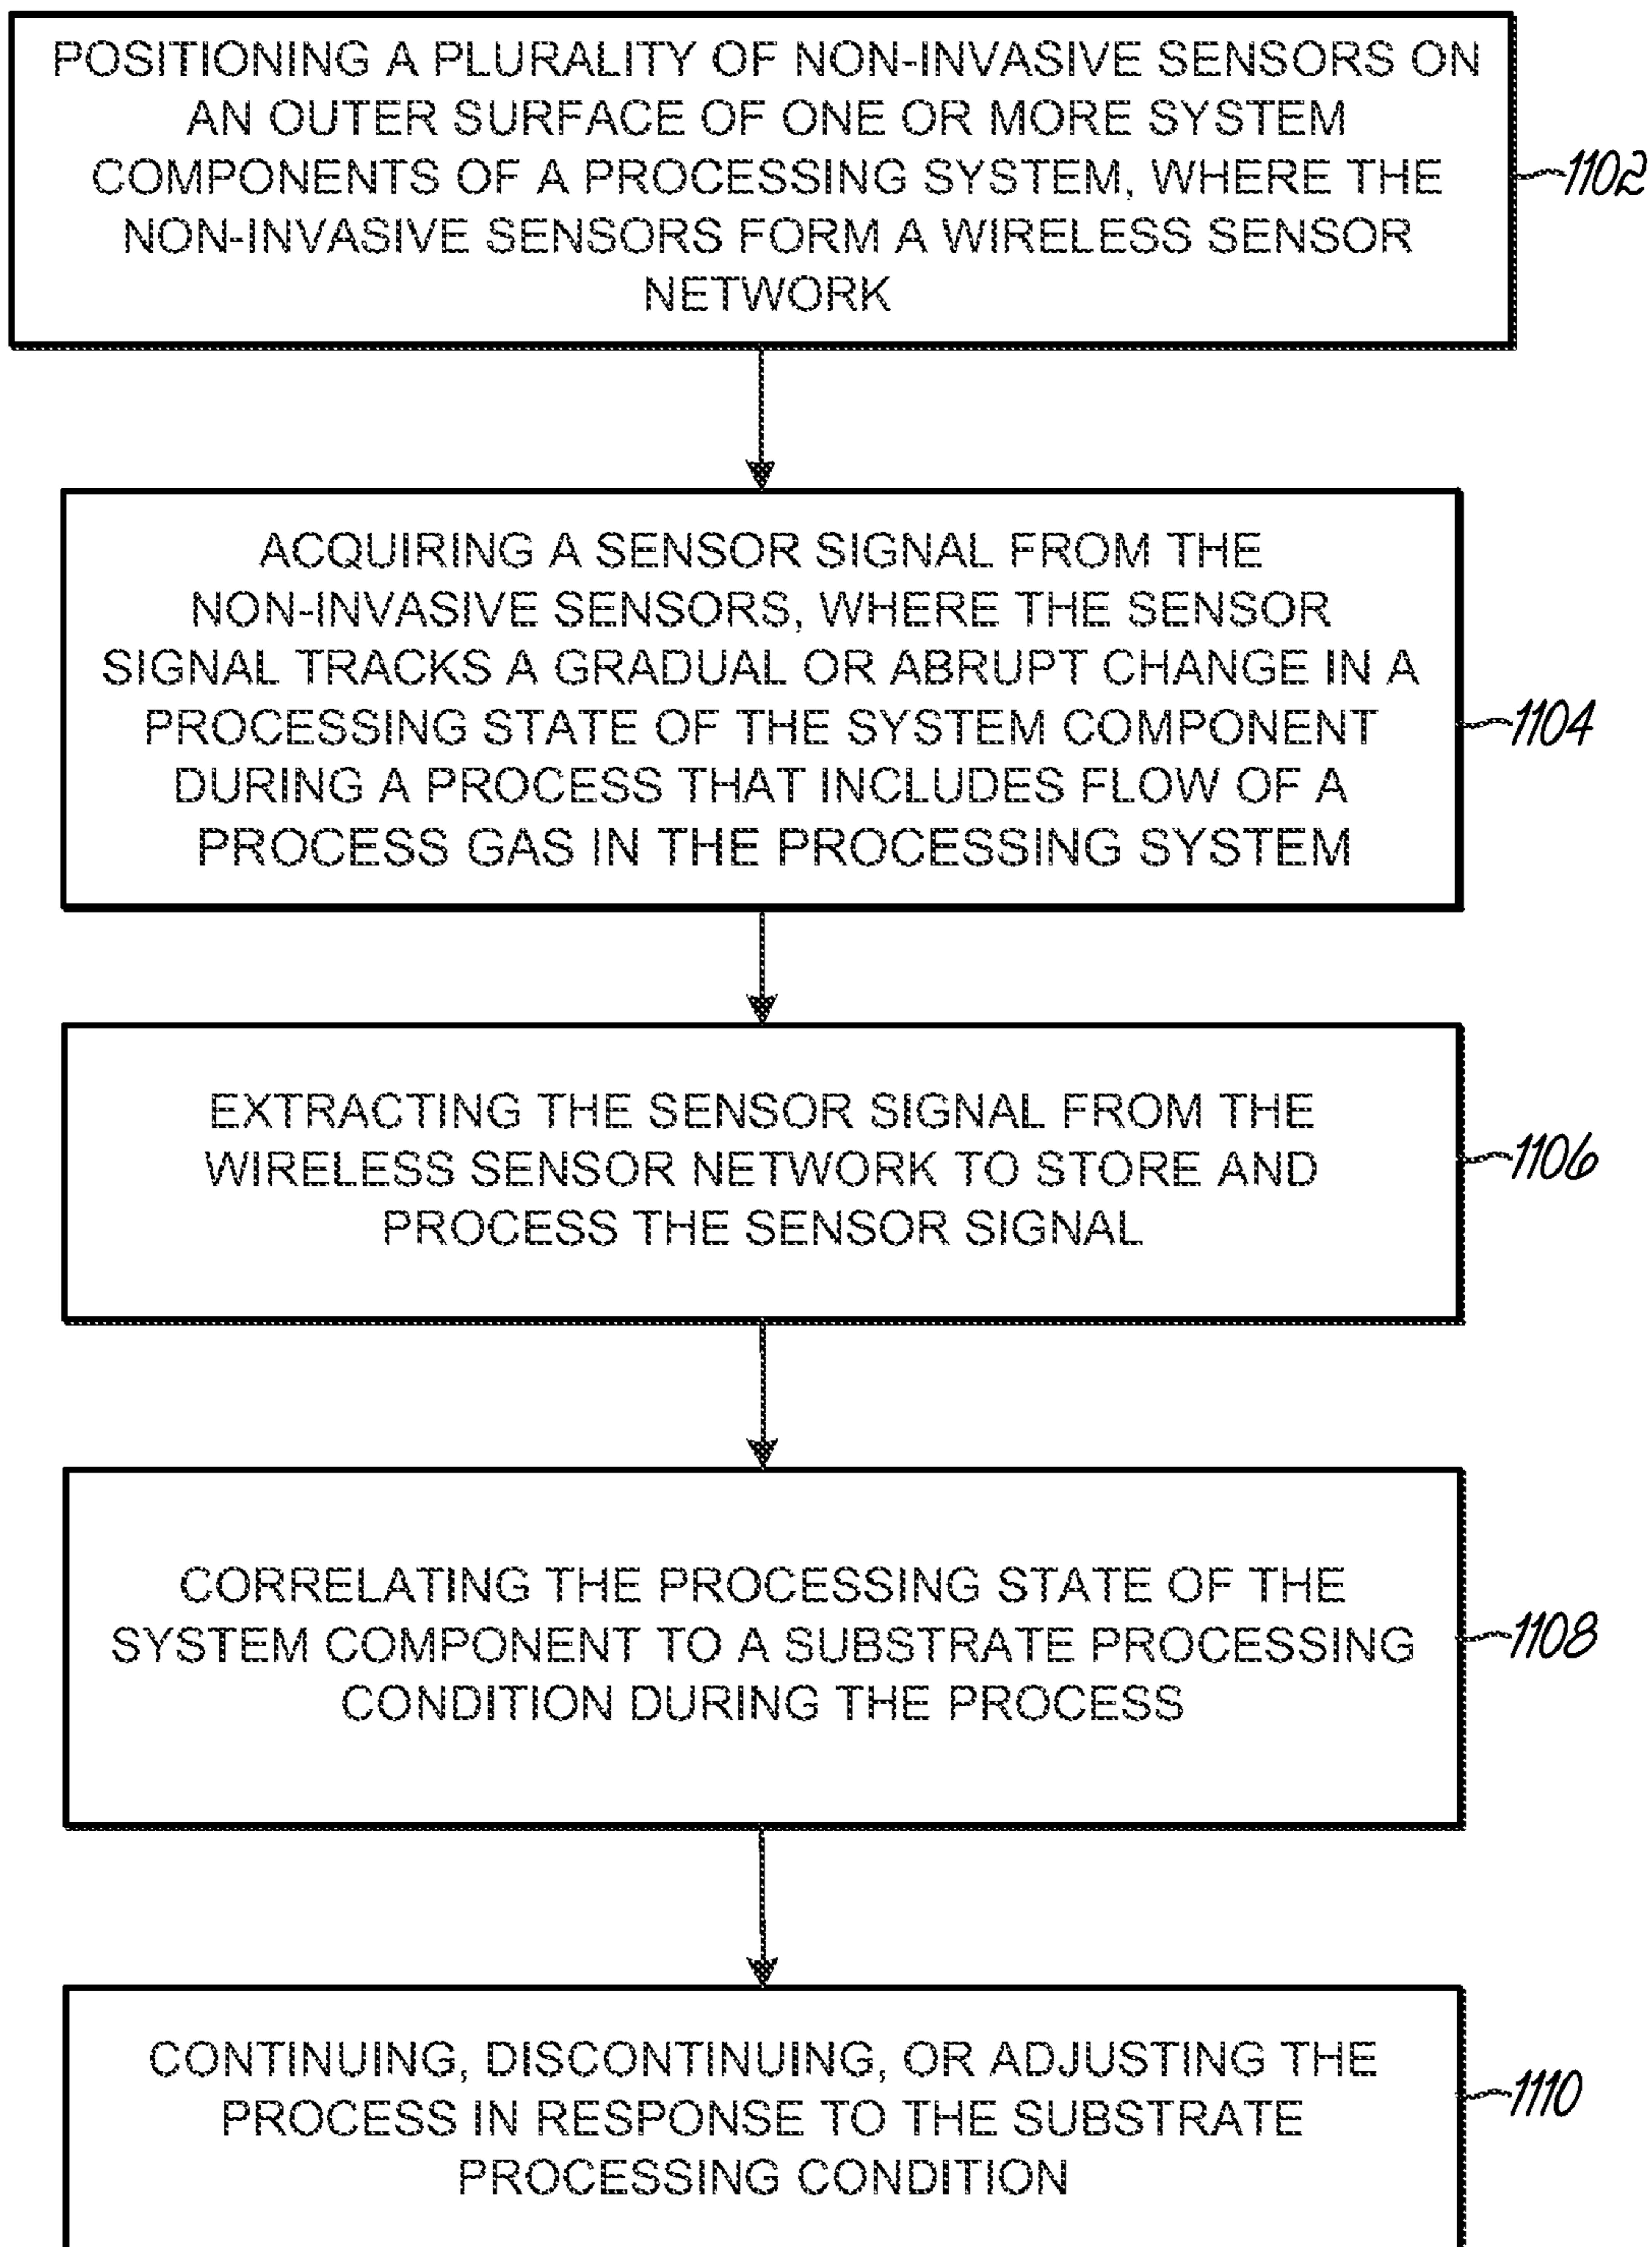 POSITIONING A PLURALITY OF NON-INVASIVE SENSORS ON
AN OUTER SURFACE OF ONE OR MORE SYSTEM
COMPONENTS OF A PROCESSING SYSTEM, WHERE THE
NON-INVASIVE SENSORS FORM A WIRELESS SENSOR
NETWORK
1102
ACQUIRING A SENSOR SIGNAL FROM THE
NON-INVASIVE SENSORS, WHERE THE SENSOR
SIGNAL TRACKS A GRADUAL OR ABRUPT CHANGE IN A
PROCESSING STATE OF THE SYSTEM COMPONENT
DURING A PROCESS THAT INCLUDES FLOW OF A
PROCESS GAS IN THE PROCESSING SYSTEM
1104
EXTRACTING THE SENSOR SIGNAL FROM THE
WIRELESS SENSOR NETWORK TO STORE AND
PROCESS THE SENSOR SIGNAL
1106
CORRELATING THE PROCESSING STATE OF THE
SYSTEM COMPONENT TO A SUBSTRATE PROCESSING
CONDITION DURING THE PROCESS
1108
CONTINUING, DISCONTINUING, OR ADJUSTING THE
PROCESS IN RESPONSE TO THE SUBSTRATE
PROCESSING CONDITION
1110